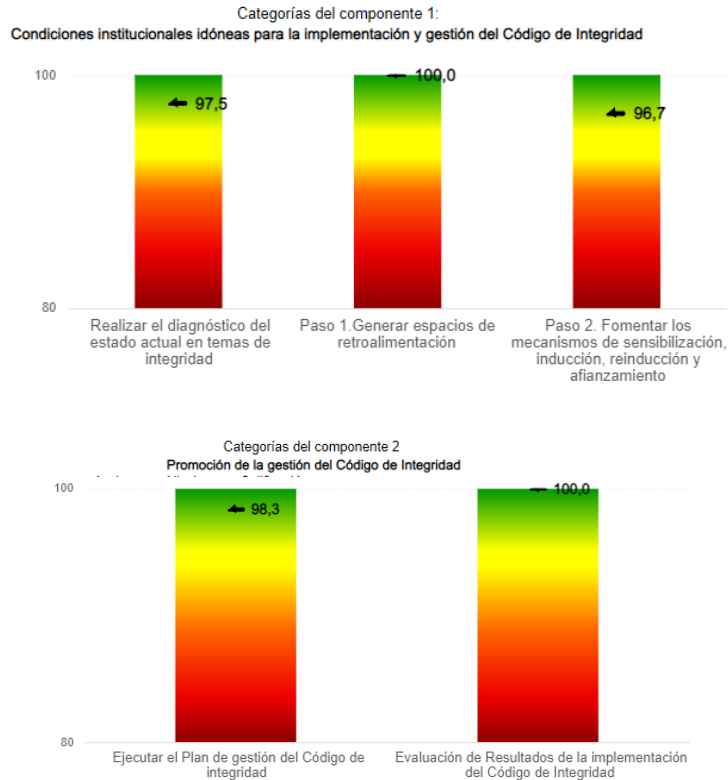 Categorías del componente 1:
Condiciones institucionales idóneas para la implementación y gestión del Código de Integridad
100
97,5
100,0
96,7
80
Realizar el diagnóstico del
estado actual en temas de
integridad
Paso 1.Generar espacios de
retroalimentación
Paso 2. Fomentar los
mecanismos de sensibilización,
inducción, reinducción y
afianzamiento
Categorías del componente 2
Promoción de la gestión del Código de Integridad
100
98,3
100,0
80
Ejecutar el Plan de gestión del Código de
integridad
Evaluación de Resultados de la implementación
del Código de Integridad